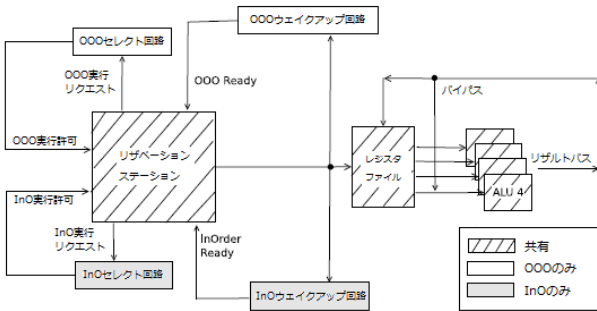 OOOウェイクアップ回路
OOOセレクト回路
OOO実行
リクエスト
OOO Ready
バイパス
OOO実行許可
リザベーション
ステーション
レジスタ
ファイル
リザルトパス
ALU 4
InO実行許可
InO実行
リクエスト
InOrder
Ready
InOセレクト回路
InOウェイクアップ回路
共有
OOOのみ
InOのみ